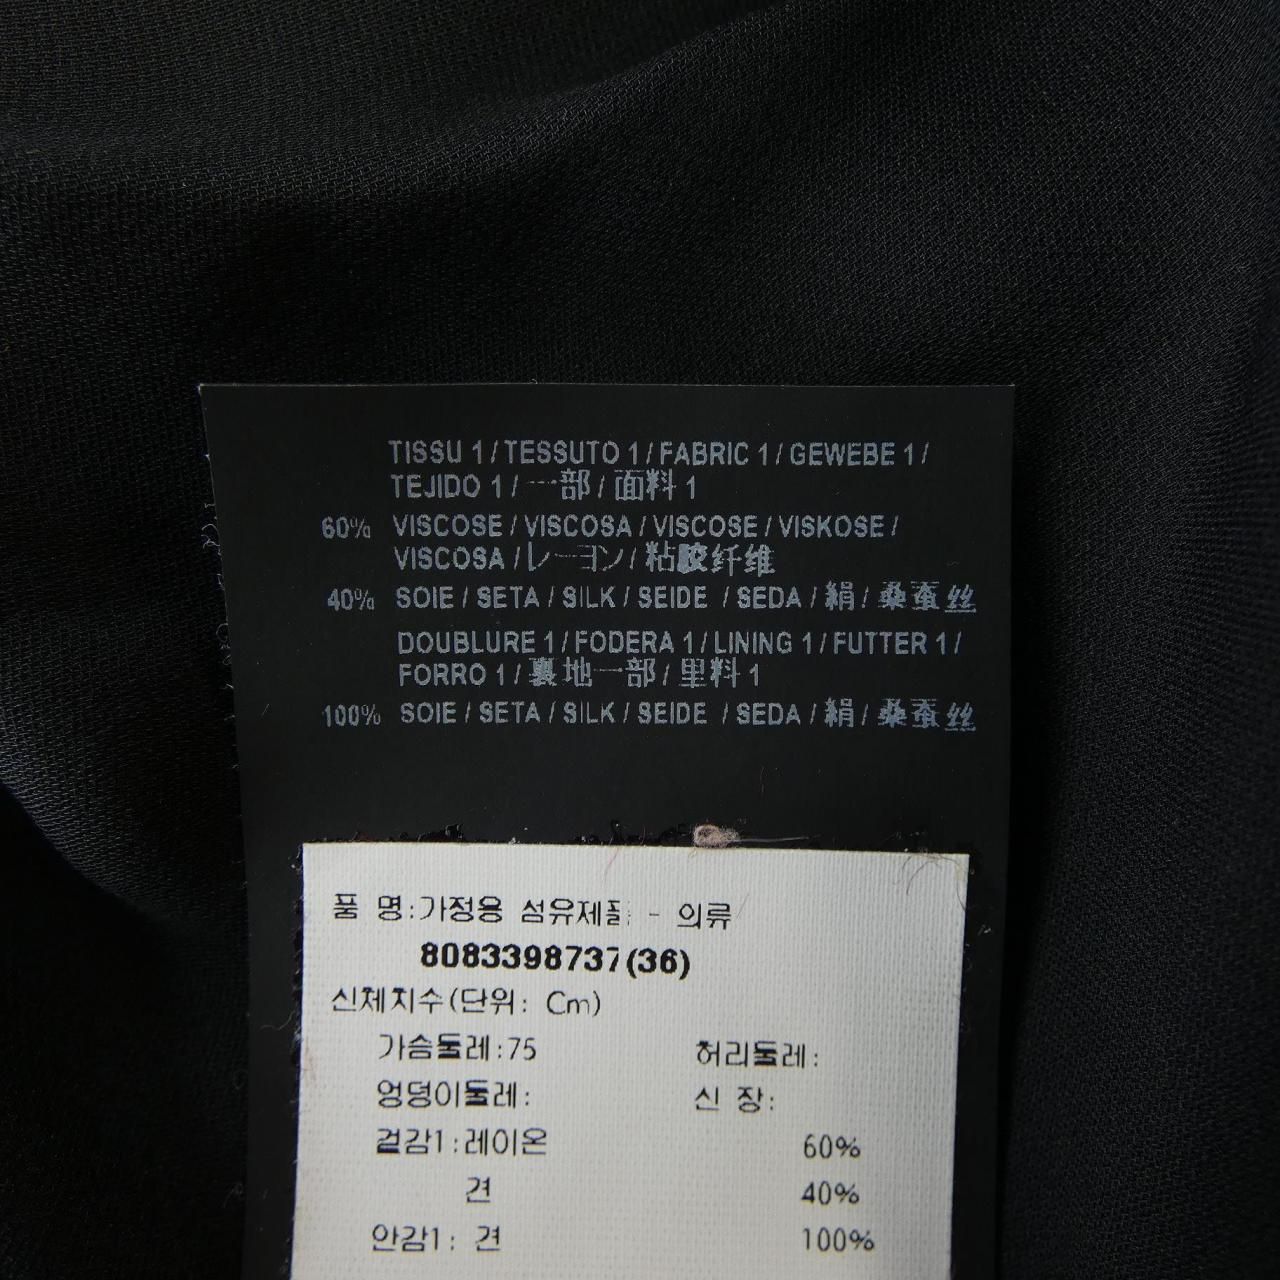 TISSU 1 / TESSUTO 1 / FABRIC 1 / GEWEBE 1 /
TEJIDO 1 / 一部 / 面料 1
60% VISCOSE / VISCOSA / VISCOSE / VISKOSE /
VISCOSA / レーヨン / 粘胶纤维
40% SOIE / SETA / SILK / SEIDE / SEDA / 絹 / 桑蚕丝
DOUBLURE 1 / FODERA 1 / LINING 1 / FUTTER 1 /
FORRO 1 / 裏地一部 / 里料 1
100% SOIE / SETA / SILK / SEIDE / SEDA / 絹 / 桑蚕丝
품 명:가정용 섬유제품 - 의류
8083398737(36)
신체치수(단위: Cm)
가슴둘레:75 허리둘레:
엉덩이둘레: 신 장:
겉감1:레이온 60%
견 40%
안감1: 견 100%